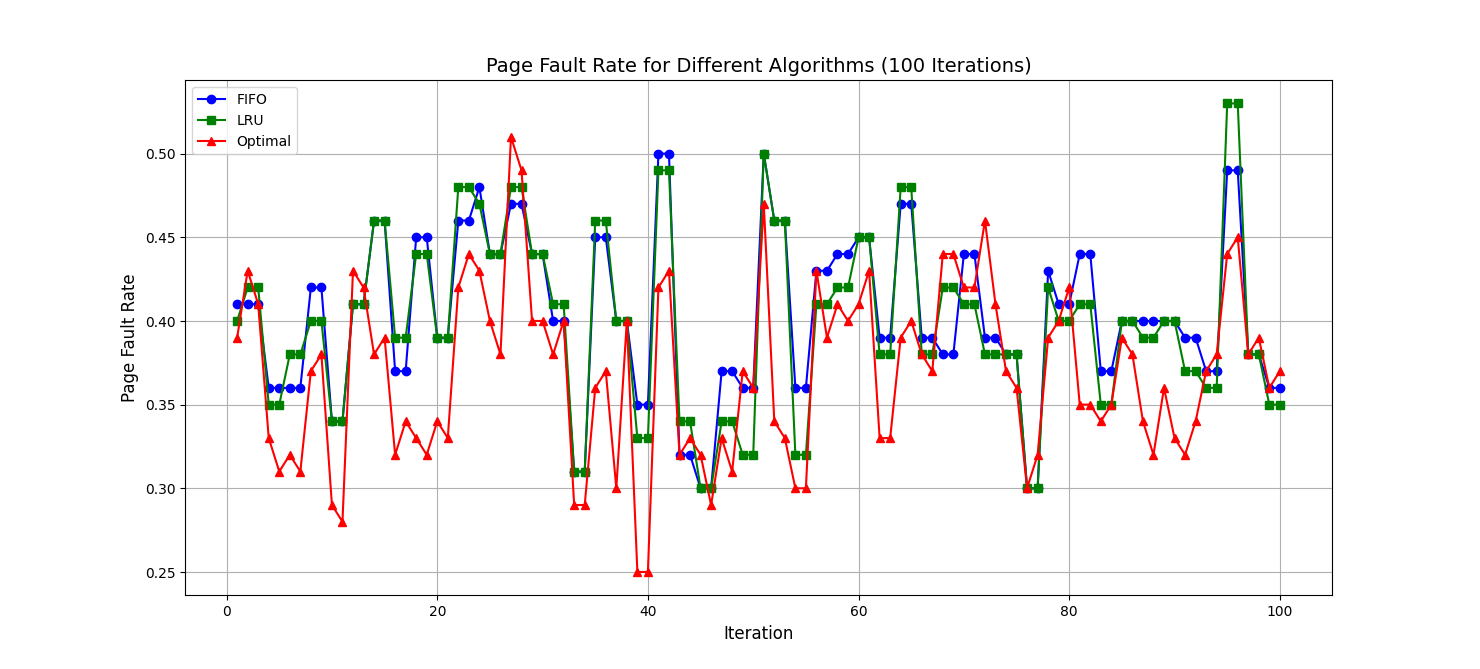 Page Fault Rate for Different Algorithms (100 Iterations)
FIFO
LRU
Optimal
Page Fault Rate
0.50
0.45
0.40
0.35
0.30
0.25
0 20 40 60 80 100
Iteration